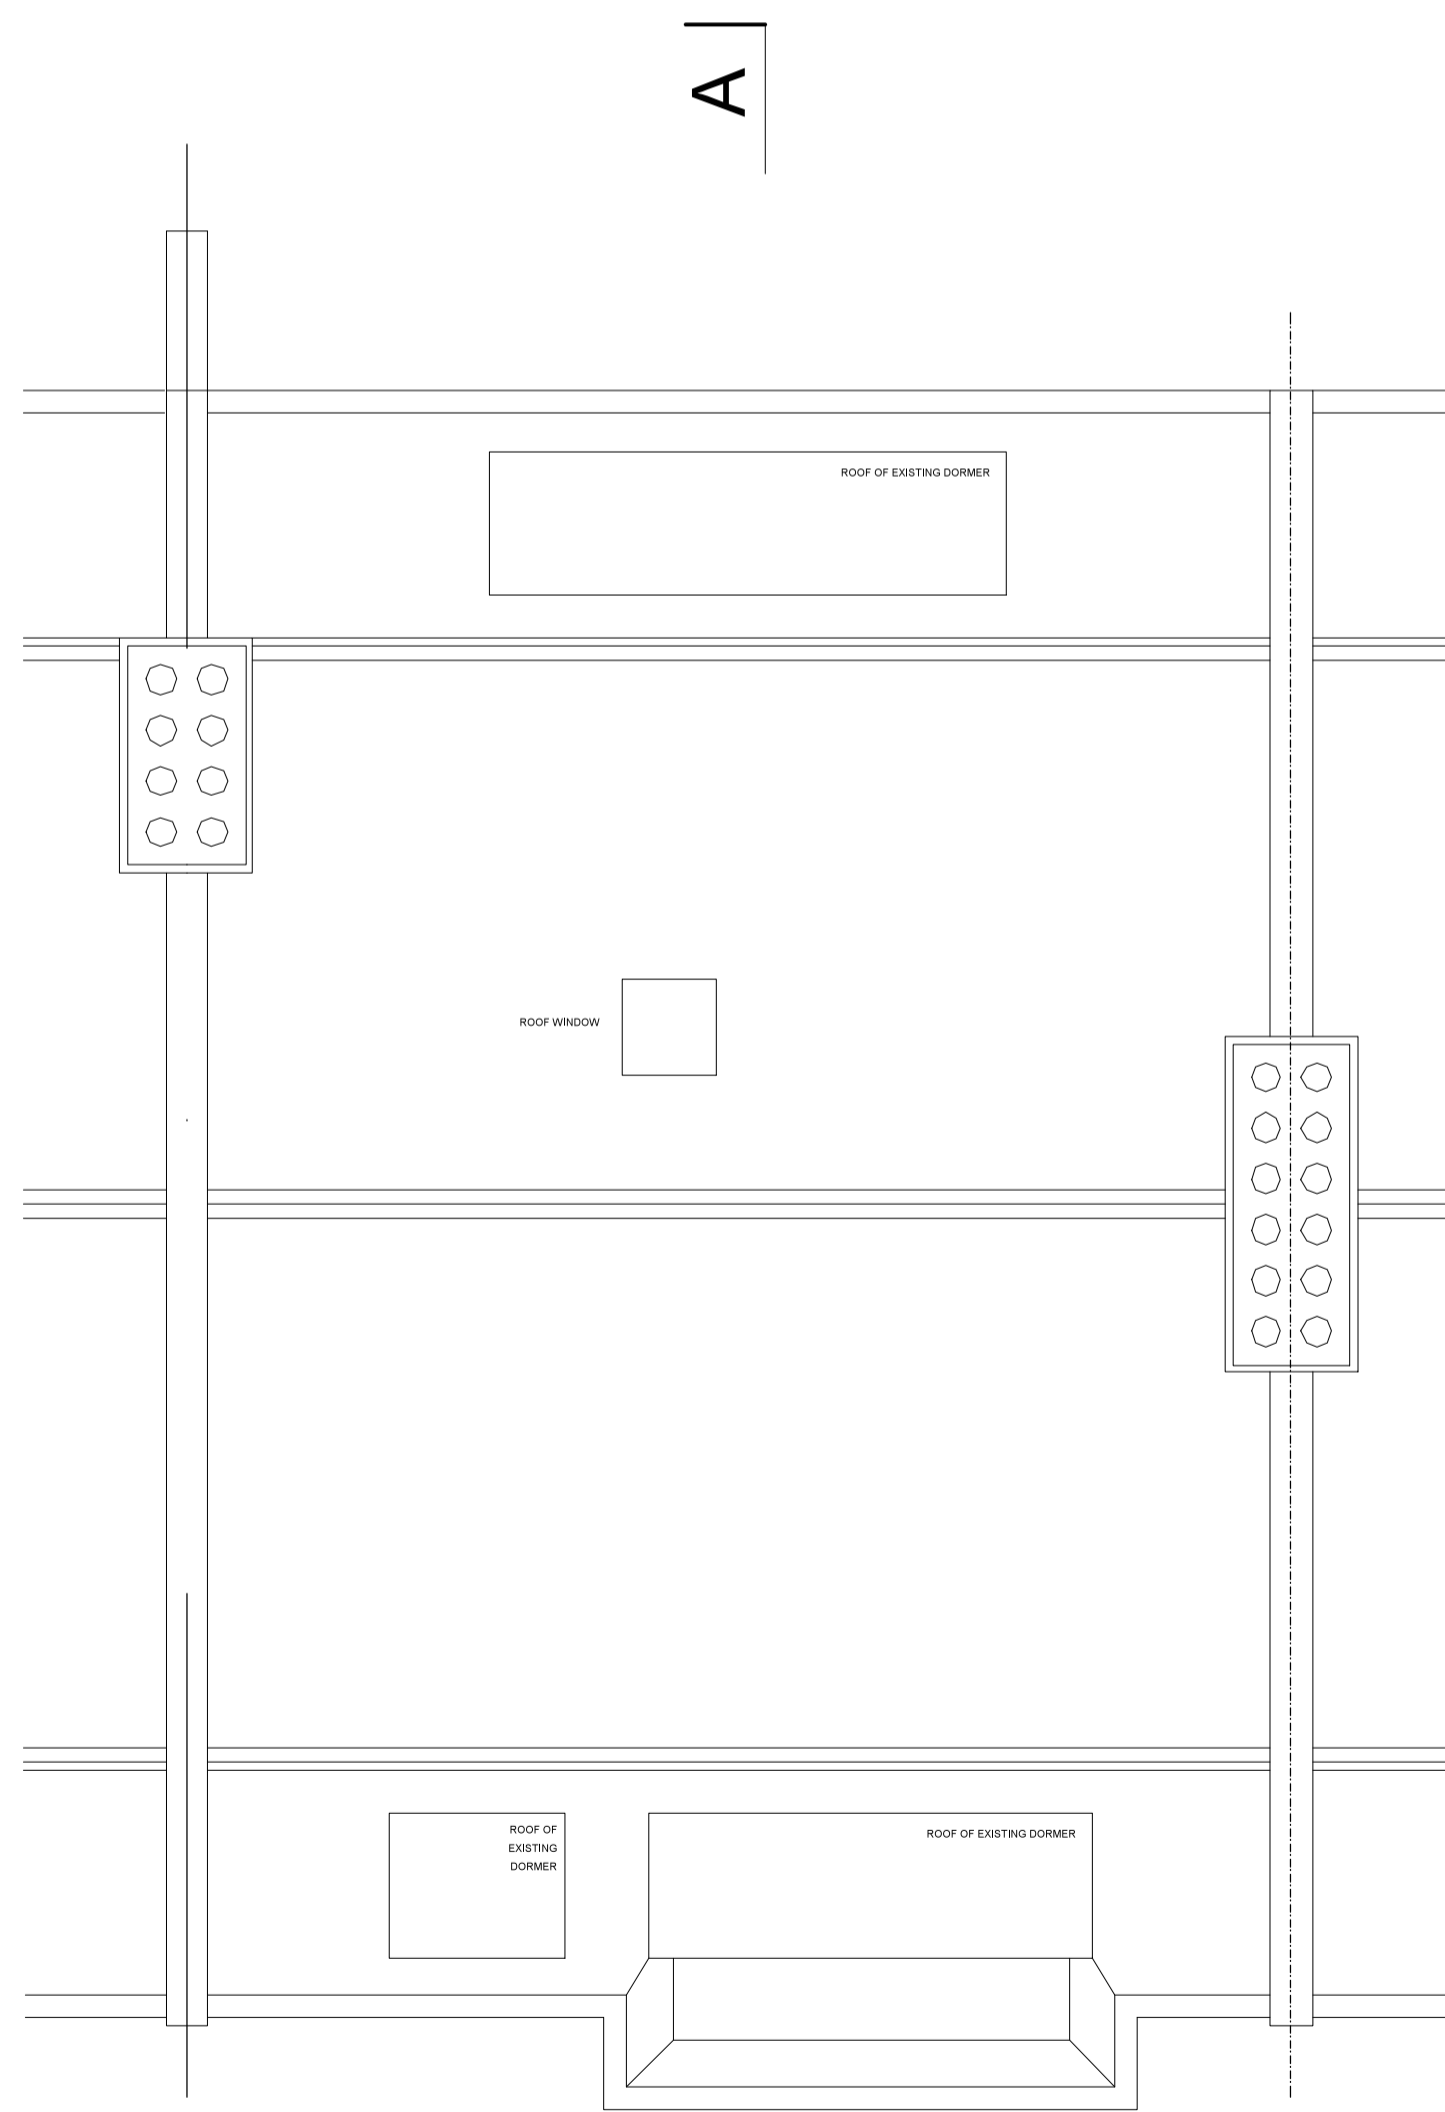 A
ROOF OF EXISTING DORMER
ROOF WINDOW
ROOF OF
EXISTING
DORMER
ROOF OF EXISTING DORMER